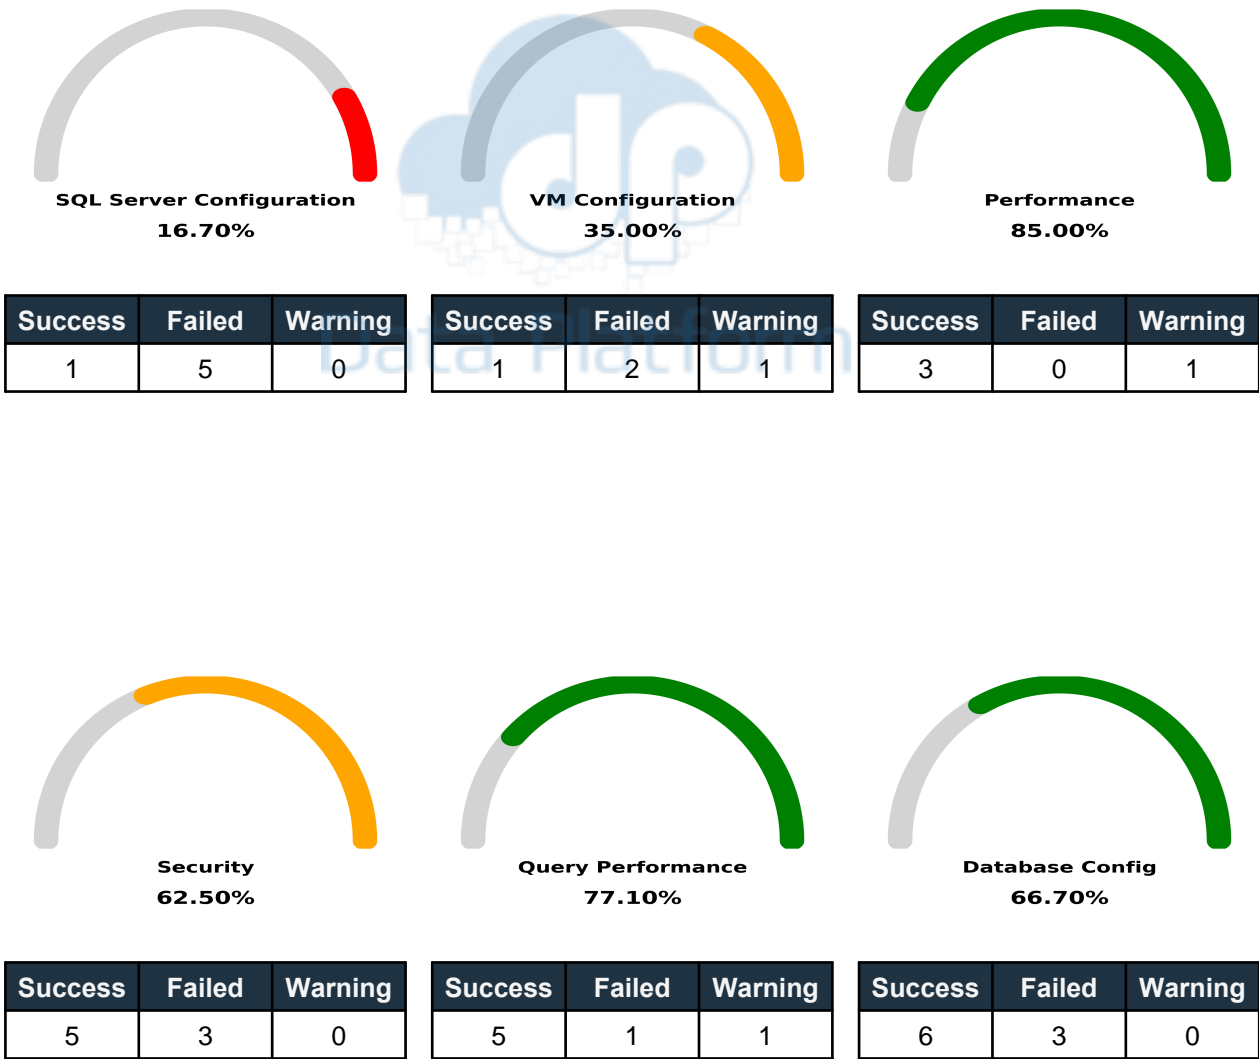 SQL Server Configuration
16.70%
VM Configuration
35.00%
Performance
85.00%
Success Failed Warning
1 5 0
Success Failed Warning
1 2 1
Success Failed Warning
3 0 1
dp
Data Platform
Security
62.50%
Query Performance
77.10%
Database Config
66.70%
Success Failed Warning
5 3 0
Success Failed Warning
5 1 1
Success Failed Warning
6 3 0